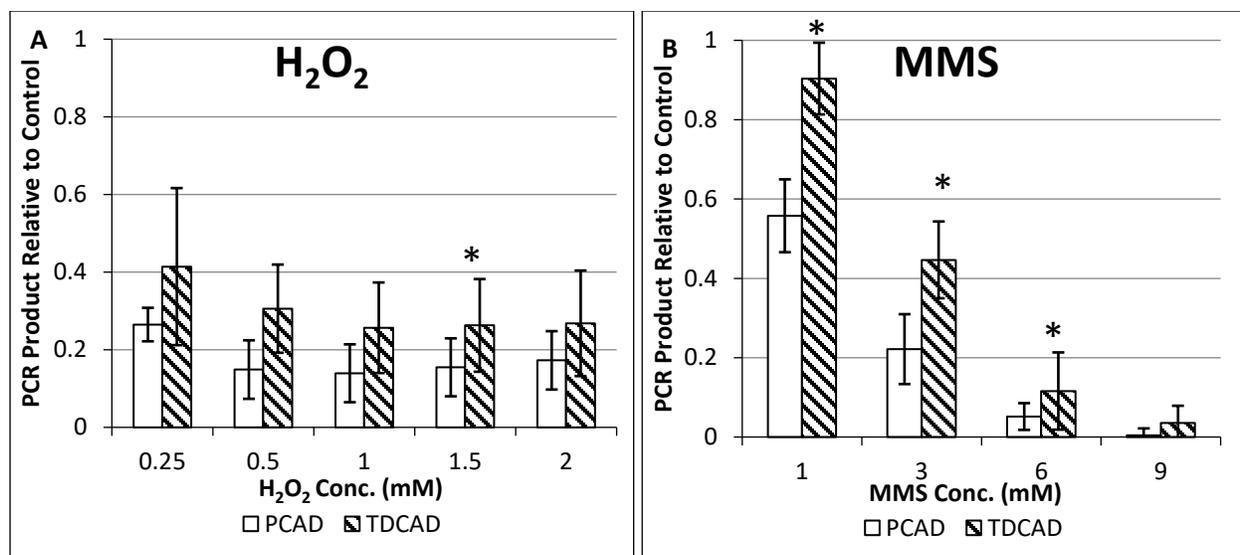 A
H₂O₂
PCR Product Relative to Control
1
0.8
0.6
0.4
0.2
0
*
0.25 0.5 1 1.5 2
H₂O₂ Conc. (mM)
PCAD TDCAD
B
MMS
PCR Product Relative to Control
1
0.8
0.6
0.4
0.2
0
*
*
*
1 3 6 9
MMS Conc. (mM)
PCAD TDCAD